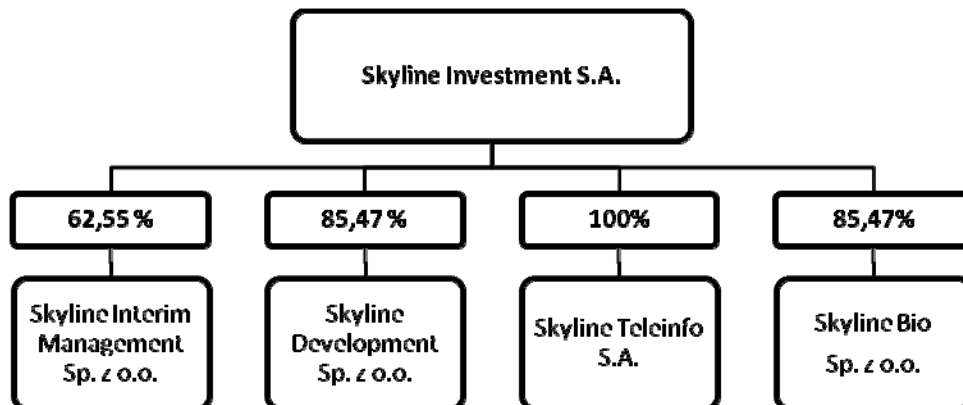 Skyline Investment S.A.
62,55 %
85,47 %
100%
85,47%
Skyline Interim
Management
Sp. z o.o.
Skyline
Development
Sp. z o.o.
Skyline Teleinfo
S.A.
Skyline Bio
Sp. z o.o.